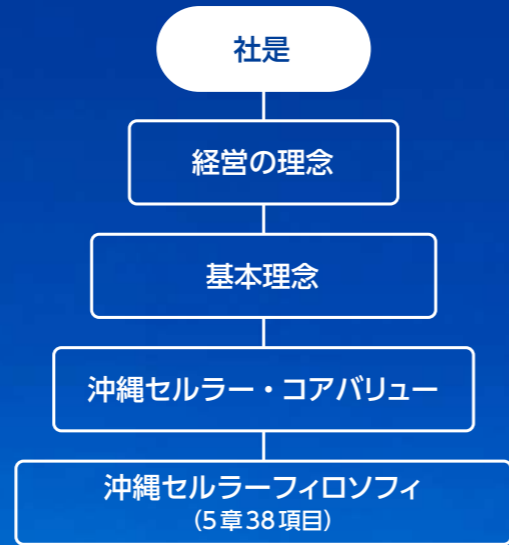 社是
経営の理念
基本理念
沖縄セルラー・コアバリュー
沖縄セルラーフィロソフィ
(5章38項目)